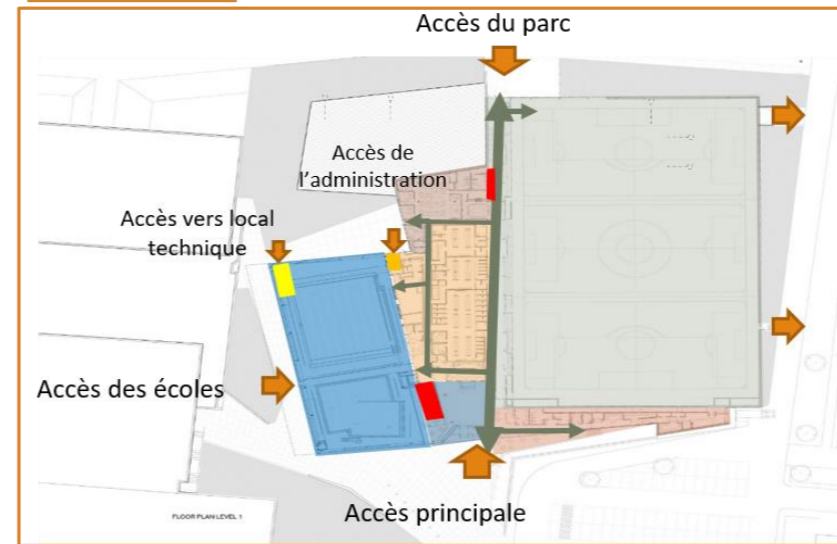 Accès du parc
Accès de
l'administration
Accès vers local
technique
Accès des écoles
Accès principale
FLOOR PLAN LEVEL 1